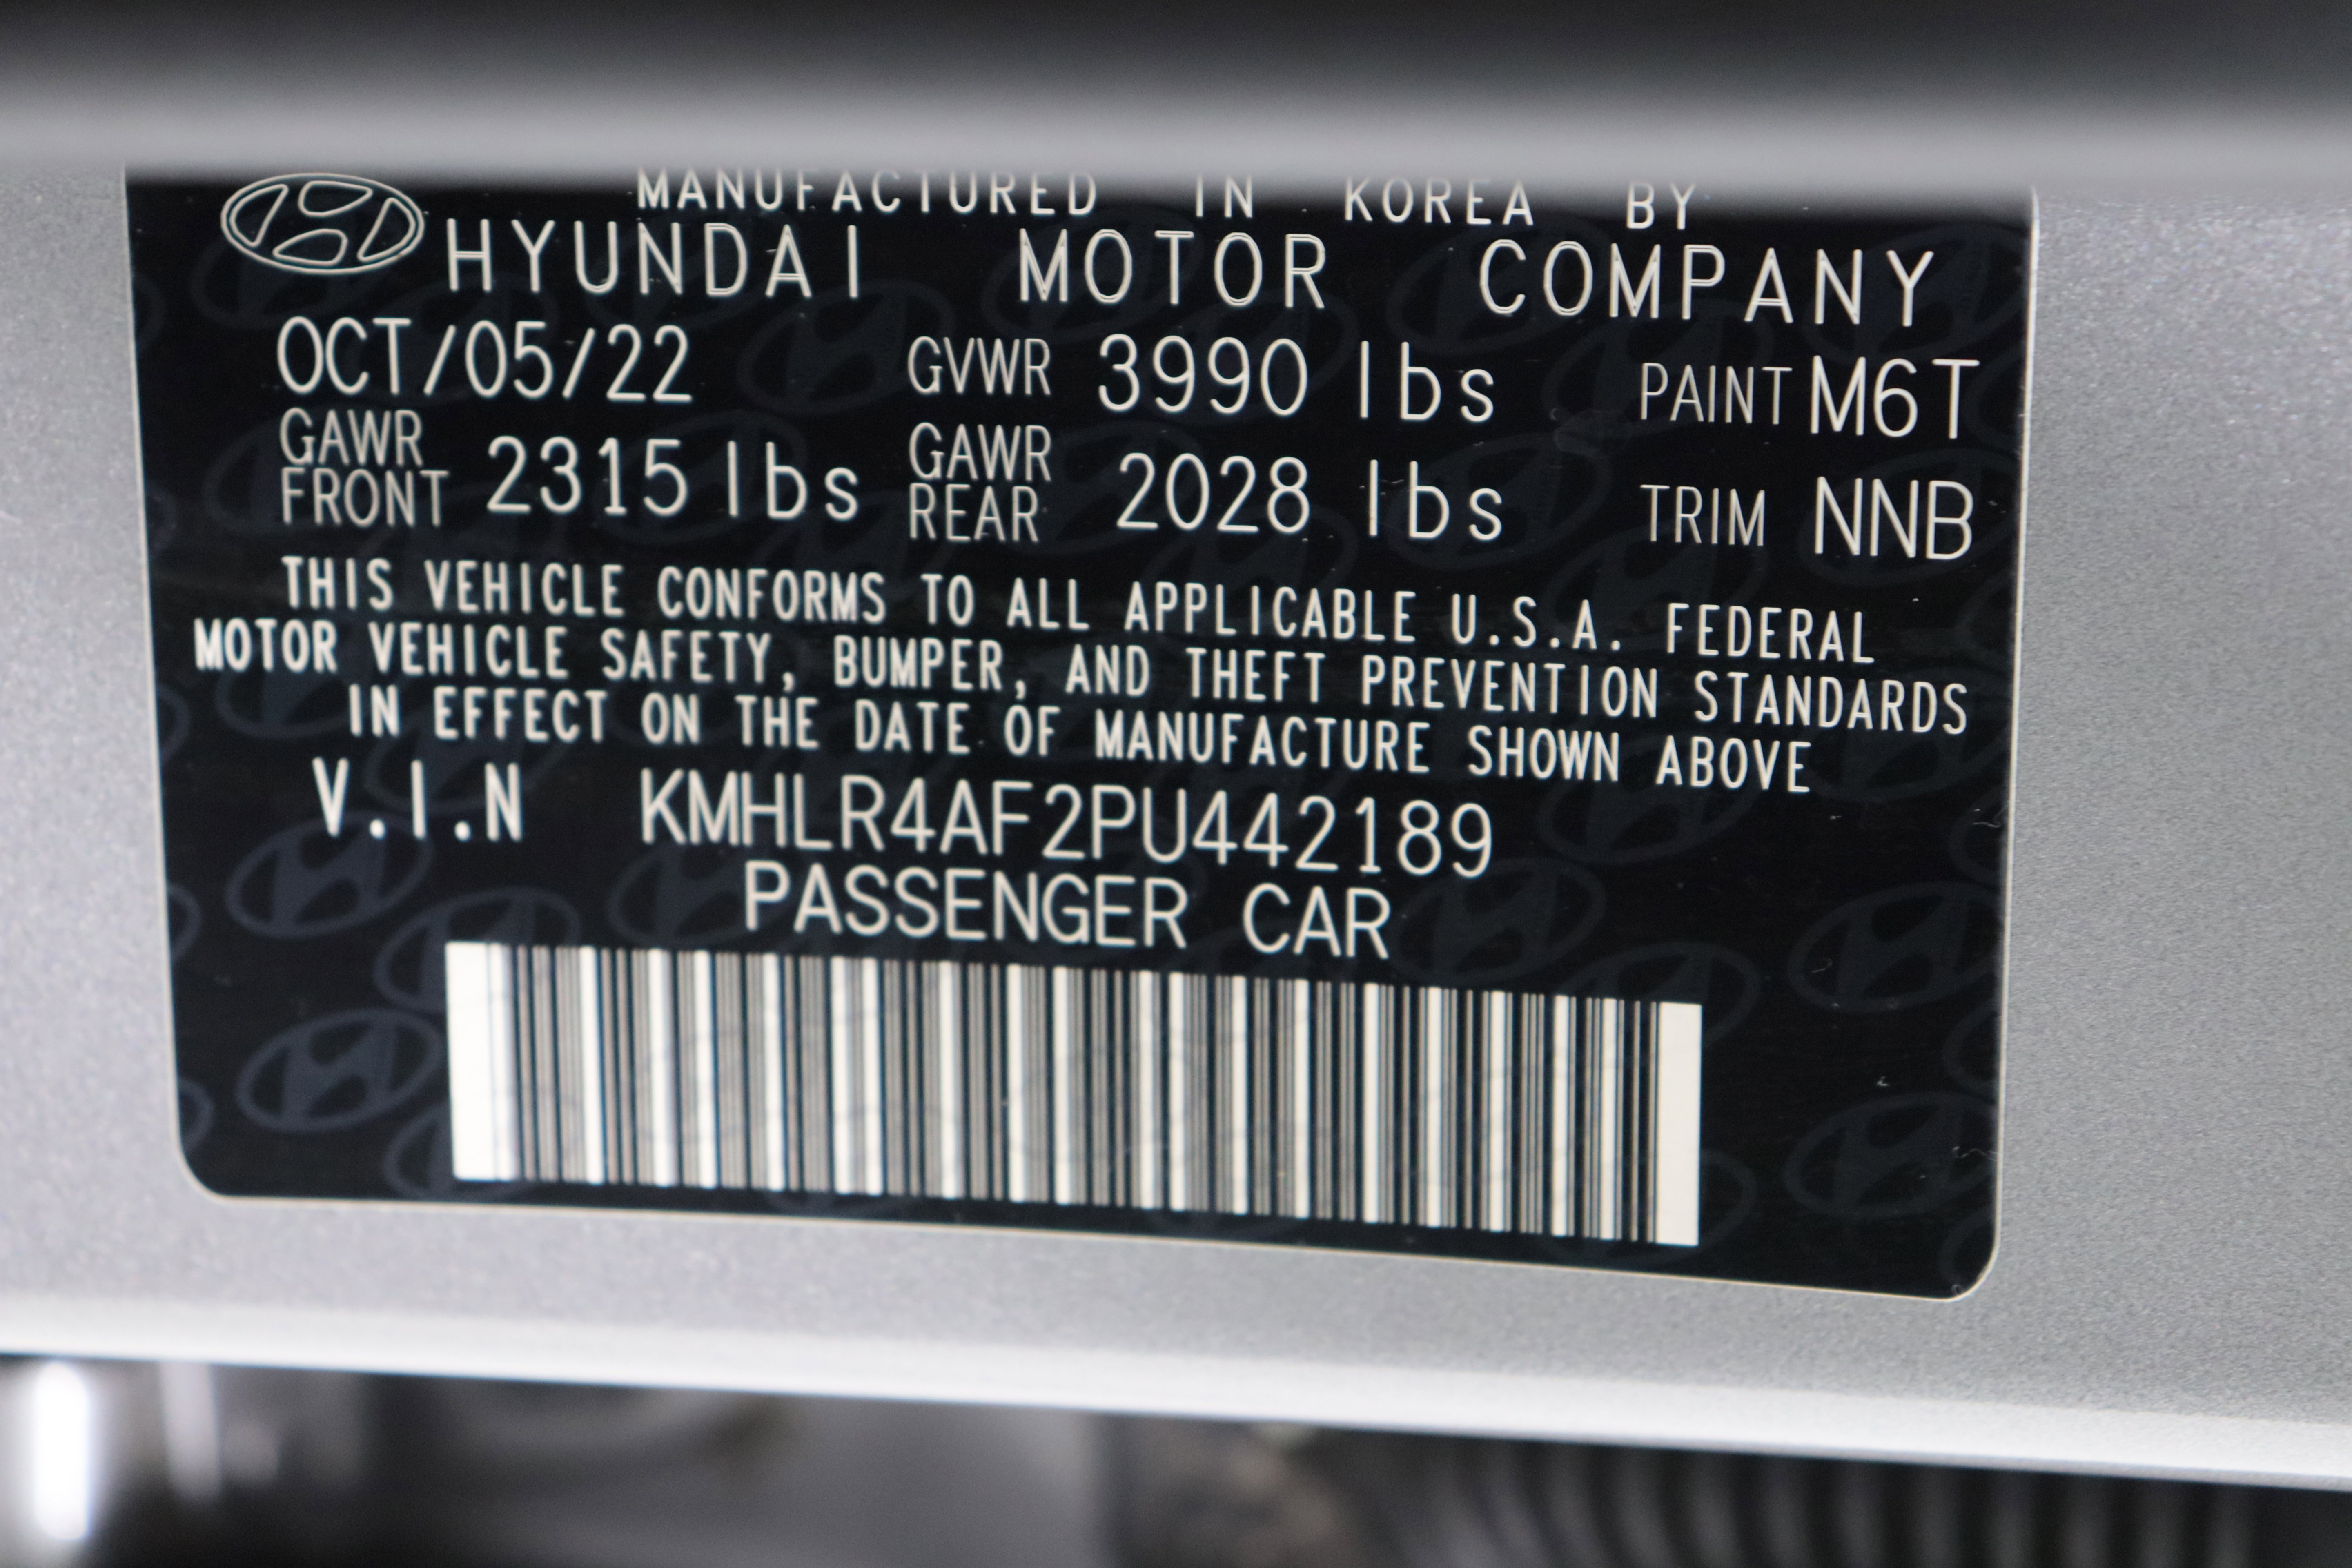 MANUFACTURED IN KOREA BY
HYUNDAI MOTOR COMPANY
OCT/05/22 GVWR 3990 lbs PAINT M6T
GAWR FRONT 2315 lbs GAWR REAR 2028 lbs TRIM NNB
THIS VEHICLE CONFORMS TO ALL APPLICABLE U.S.A. FEDERAL
MOTOR VEHICLE SAFETY, BUMPER, AND THEFT PREVENTION STANDARDS
IN EFFECT ON THE DATE OF MANUFACTURE SHOWN ABOVE
V.I.N KMHLR4AF2PU442189
PASSENGER CAR